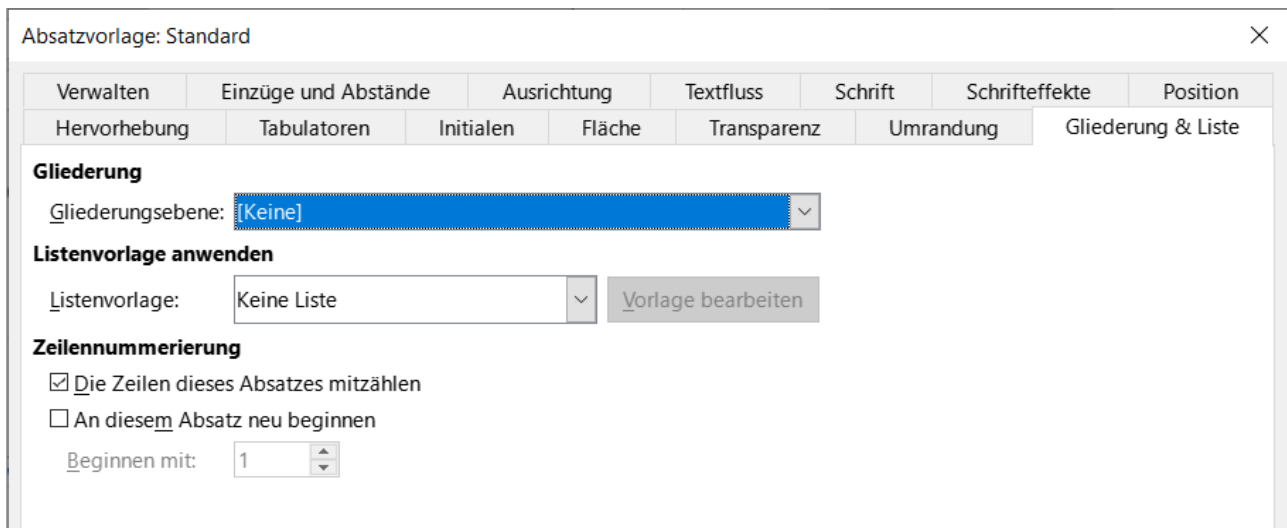 Absatzvorlage: Standard
Verwalten Einzüge und Abstände Ausrichtung Textfluss Schrift Schrifteffekte Position
Hervorhebung Tabulatoren Initialen Fläche Transparenz Umrandung Gliederung & Liste
Gliederung
Gliederungsebene: [Keine]
Listenvorlage anwenden
Listenvorlage: Keine Liste Vorlage bearbeiten
Zeilennummerierung
Die Zeilen dieses Absatzes mitzählen
An diesem Absatz neu beginnen
Beginnen mit: 1